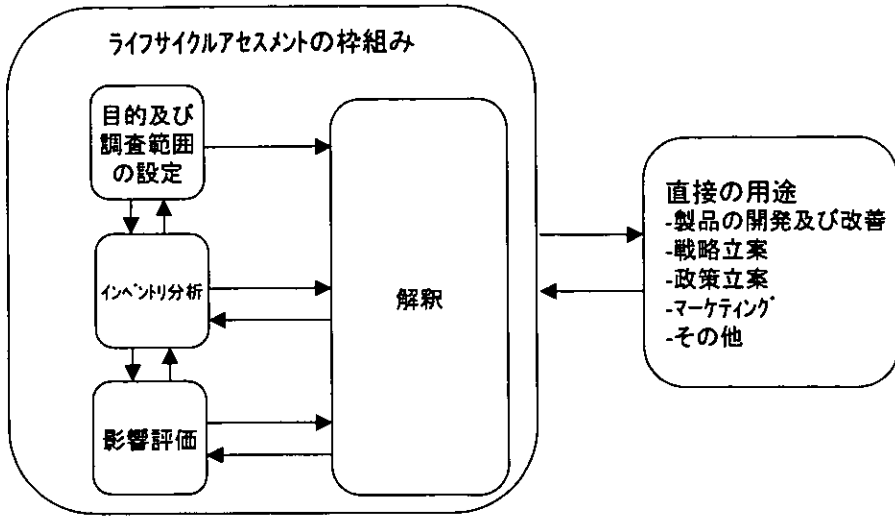 ライフサイクルアセスメントの枠組み
目的及び
調査範囲
の設定
インベントリ分析
影響評価
解釈
直接の用途
-製品の開発及び改善
-戦略立案
-政策立案
-マーケティング
-その他